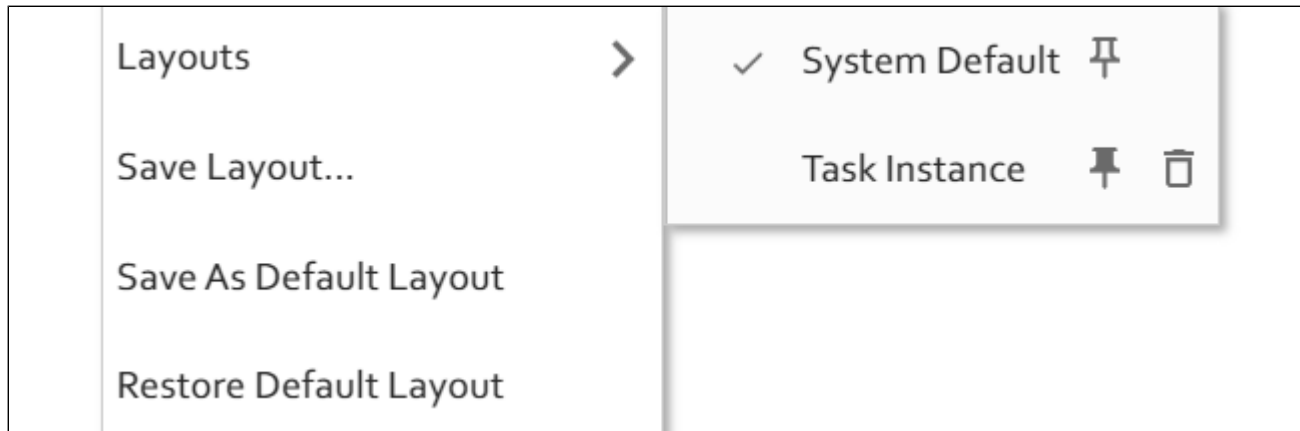 Layouts
System Default
Task Instance
Save Layout...
Save As Default Layout
Restore Default Layout